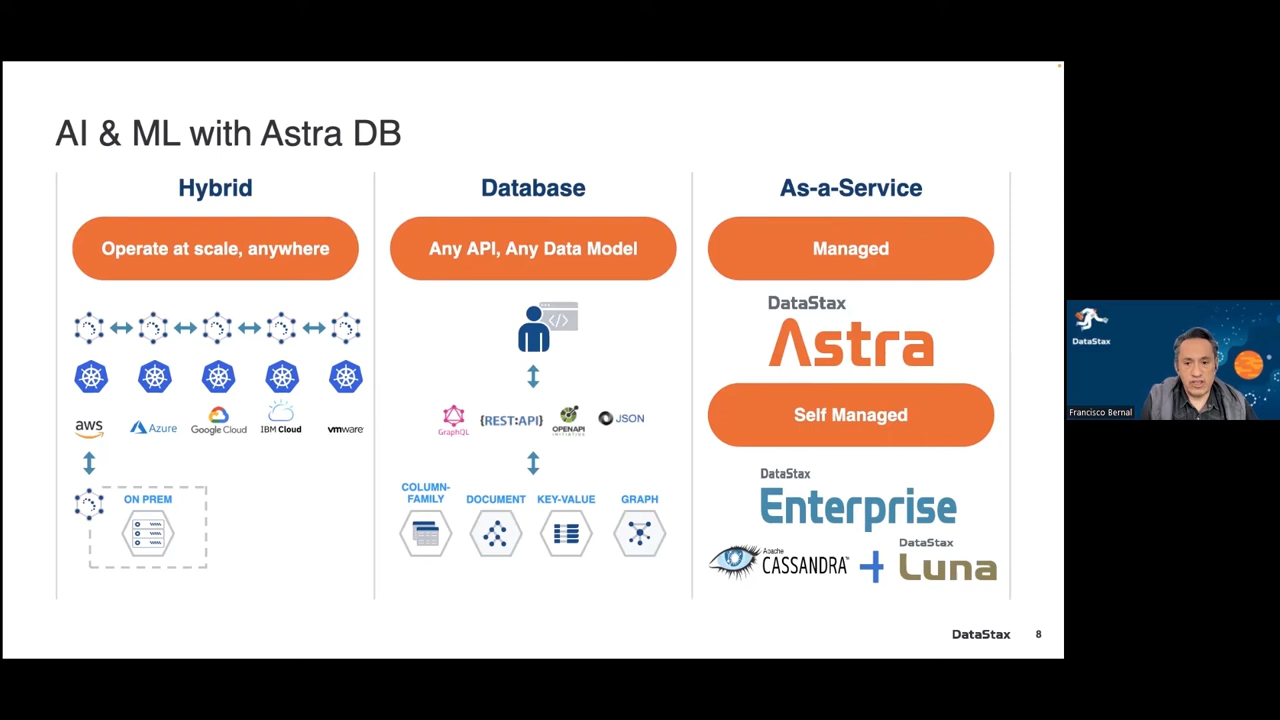 AI & ML with Astra DB
Hybrid
Operate at scale, anywhere
aws
Azure
Google Cloud
IBM Cloud
vmware
ON PREM
Database
Any API, Any Data Model
</>
GraphQL
{REST:API}
OPENAPI
INITIATIVE
JSON
COLUMN-
FAMILY
DOCUMENT
KEY-VALUE
GRAPH
As-a-Service
Managed
DataStax
Astra
Self Managed
DataStax
Enterprise
Apache
CASSANDRA™
+
DataStax
Luna
DataStax
8
DataStax
Francisco Bernal